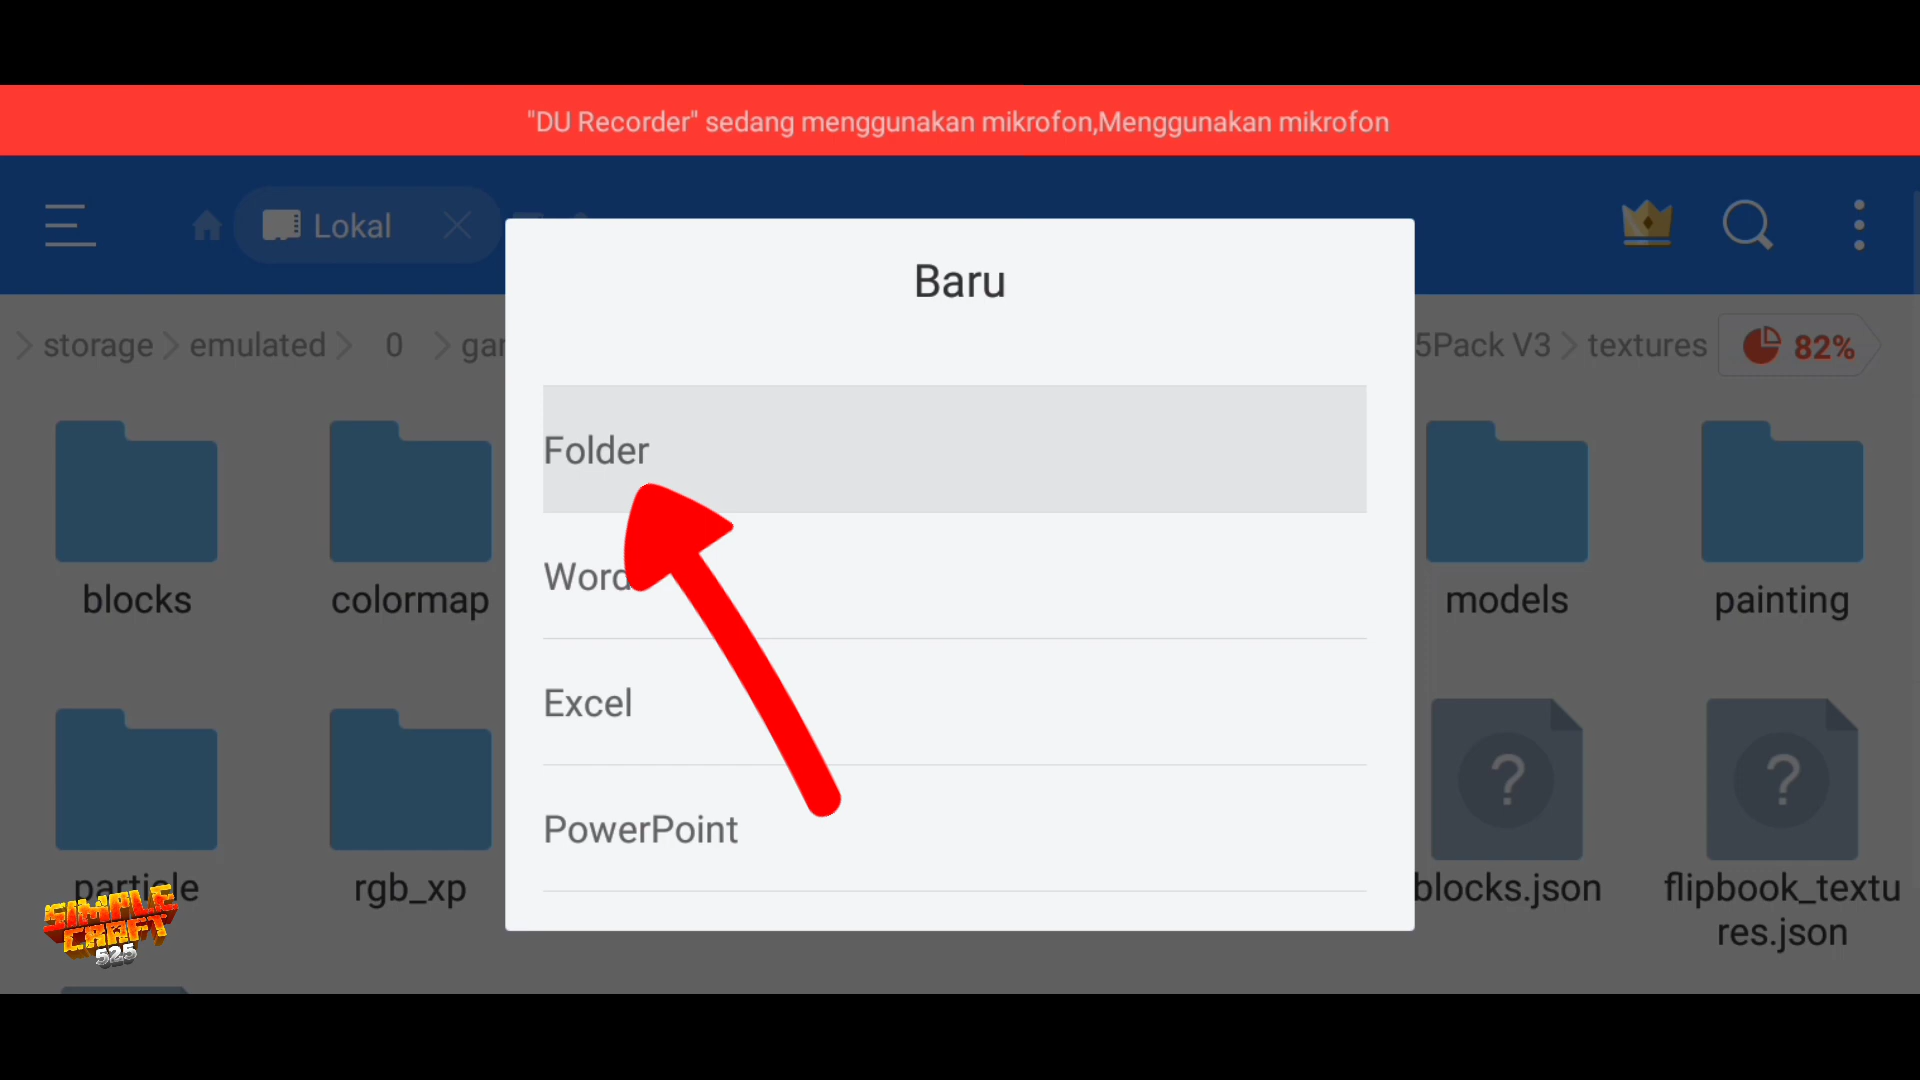 "DU Recorder" sedang menggunakan mikrofon,Menggunakan mikrofon
Lokal
Baru
storage emulated 0 5Pack V3 textures 82%
Folder
Word
Excel
PowerPoint
blocks colormap models painting
particle rgb_xp blocks.json flipbook_textu
res.json
SIMPLE
CRAFT
525